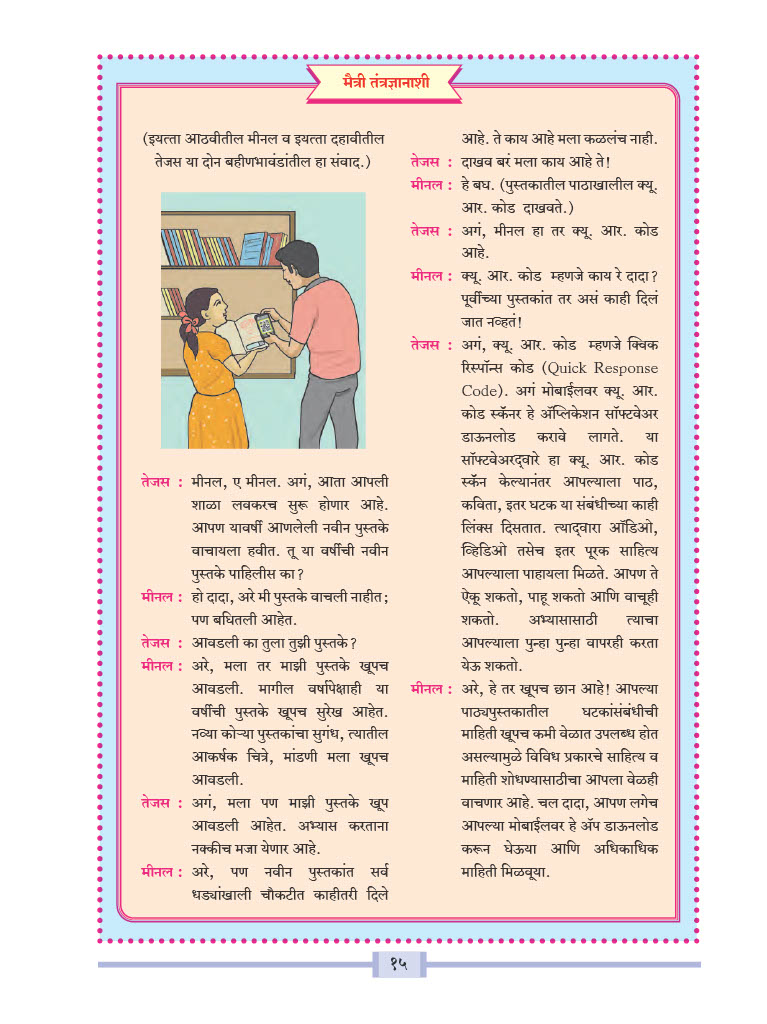 मैत्री तंत्रज्ञानाशी
(इयत्ता आठवीतील मीनल व इयत्ता दहावीतील
तेजस या दोन बहीणभावंडांतील हा संवाद.)
तेजस : मीनल, ए मीनल. अगं, आता आपली
शाळा लवकरच सुरू होणार आहे.
आपण यावर्षी आणलेली नवीन पुस्तके
वाचायला हवीत. तू या वर्षीची नवीन
पुस्तके पाहिलीस का?
मीनल : हो दादा, अरे मी पुस्तके वाचली नाहीत;
पण बघितली आहेत.
तेजस : आवडली का तुला तुझी पुस्तके?
मीनल : अरे, मला तर माझी पुस्तके खूपच
आवडली. मागील वर्षापेक्षाही या
वर्षीची पुस्तके खूपच सुरेख आहेत.
नव्या कोऱ्या पुस्तकांचा सुगंध, त्यातील
आकर्षक चित्रे, मांडणी मला खूपच
आवडली.
तेजस : अगं, मला पण माझी पुस्तके खूप
आवडली आहेत. अभ्यास करताना
नक्कीच मजा येणार आहे.
मीनल : अरे, पण नवीन पुस्तकांत सर्व
धड्यांखाली चौकटीत काहीतरी दिले
आहे. ते काय आहे मला कळलंच नाही.
तेजस : दाखव बरं मला काय आहे ते!
मीनल : हे बघ. (पुस्तकातील पाठाखालील क्यू.
आर. कोड दाखवते.)
तेजस : अगं, मीनल हा तर क्यू. आर. कोड
आहे.
मीनल : क्यू. आर. कोड म्हणजे काय रे दादा?
पूर्वीच्या पुस्तकांत तर असं काही दिलं
जात नव्हतं!
तेजस : अगं, क्यू. आर. कोड म्हणजे क्विक
रिस्पॉन्स कोड (Quick Response
Code). अगं मोबाईलवर क्यू. आर.
कोड स्कॅनर हे ॲप्लिकेशन सॉफ्टवेअर
डाऊनलोड करावे लागते. या
सॉफ्टवेअरद्वारे हा क्यू. आर. कोड
स्कॅन केल्यानंतर आपल्याला पाठ,
कविता, इतर घटक या संबंधीच्या काही
लिंक्स दिसतात. त्याद्वारा ऑडिओ,
व्हिडिओ तसेच इतर पूरक साहित्य
आपल्याला पाहायला मिळते. आपण ते
ऐकू शकतो, पाहू शकतो आणि वाचूही
शकतो. अभ्यासासाठी त्याचा
आपल्याला पुन्हा पुन्हा वापरही करता
येऊ शकतो.
मीनल : अरे, हे तर खूपच छान आहे! आपल्या
पाठ्यपुस्तकातील घटकांसंबंधीची
माहिती खूपच कमी वेळात उपलब्ध होत
असल्यामुळे विविध प्रकारचे साहित्य व
माहिती शोधण्यासाठीचा आपला वेळही
वाचणार आहे. चल दादा, आपण लगेच
आपल्या मोबाईलवर हे ॲप डाऊनलोड
करून घेऊया आणि अधिकाधिक
माहिती मिळवूया.
१५